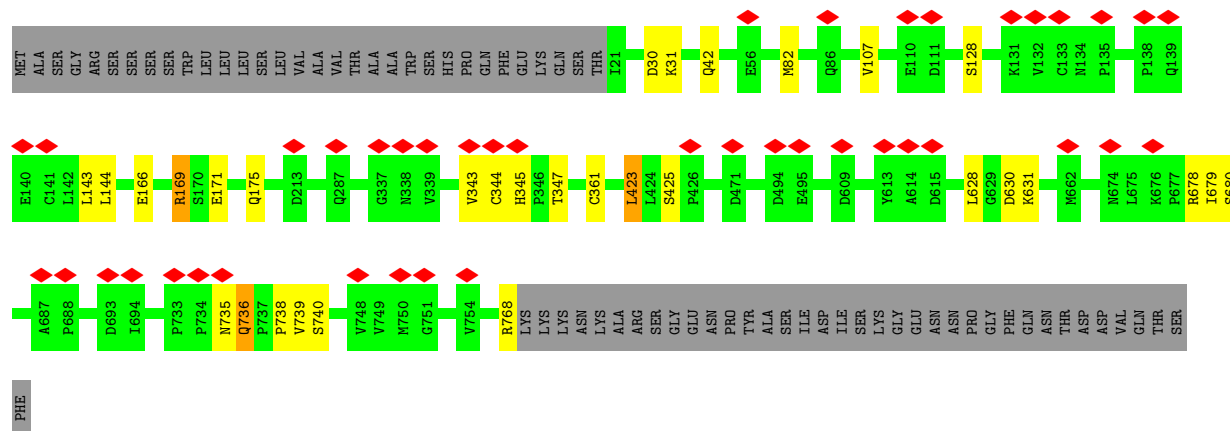 MET ALA SER GLY ARG SER SER SER SER TRP LEU LEU LEU SER LEU VAL ALA VAL THR ALA ALA TRP SER HIS PRO GLN PHE GLU LYS GLN SER THR I21 D30 K31 Q42 E56 M82 Q86 V107 E110 D111 S128 K131 V132 C133 N134 P135 P138 Q139
E140 C141 L142 L143 L144 E166 R169 S170 E171 Q175 D213 Q287 G337 N338 V339 V343 C344 H345 P346 T347 C361 L423 L424 S425 P426 D471 D494 E495 D609 Y613 A614 D615 L628 G629 D630 K631 M662 N674 L675 K676 P677 R678 I679 S680
A687 P688 D693 I694 P733 P734 N735 Q736 P737 P738 V739 S740 V748 V749 M750 G751 V754 R768 LYS LYS LYS ASN LYS ALA ARG SER GLY GLU ASN PRO TYR ALA SER ILE ASP ILE SER LYS GLY GLU ASN ASN PRO GLY PHE GLN ASN THR ASP ASP VAL GLN THR SER
PHE